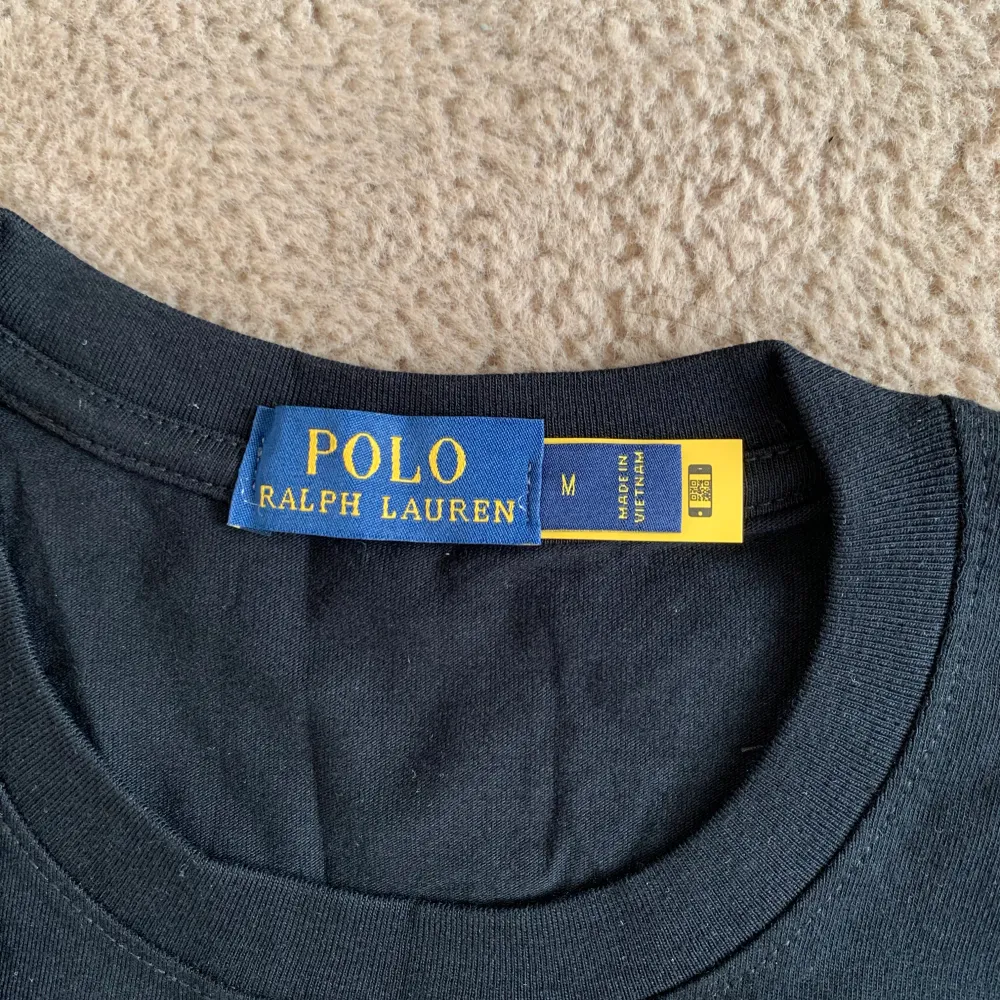 POLO
RALPH LAUREN
M
MADE IN
VIETNAM